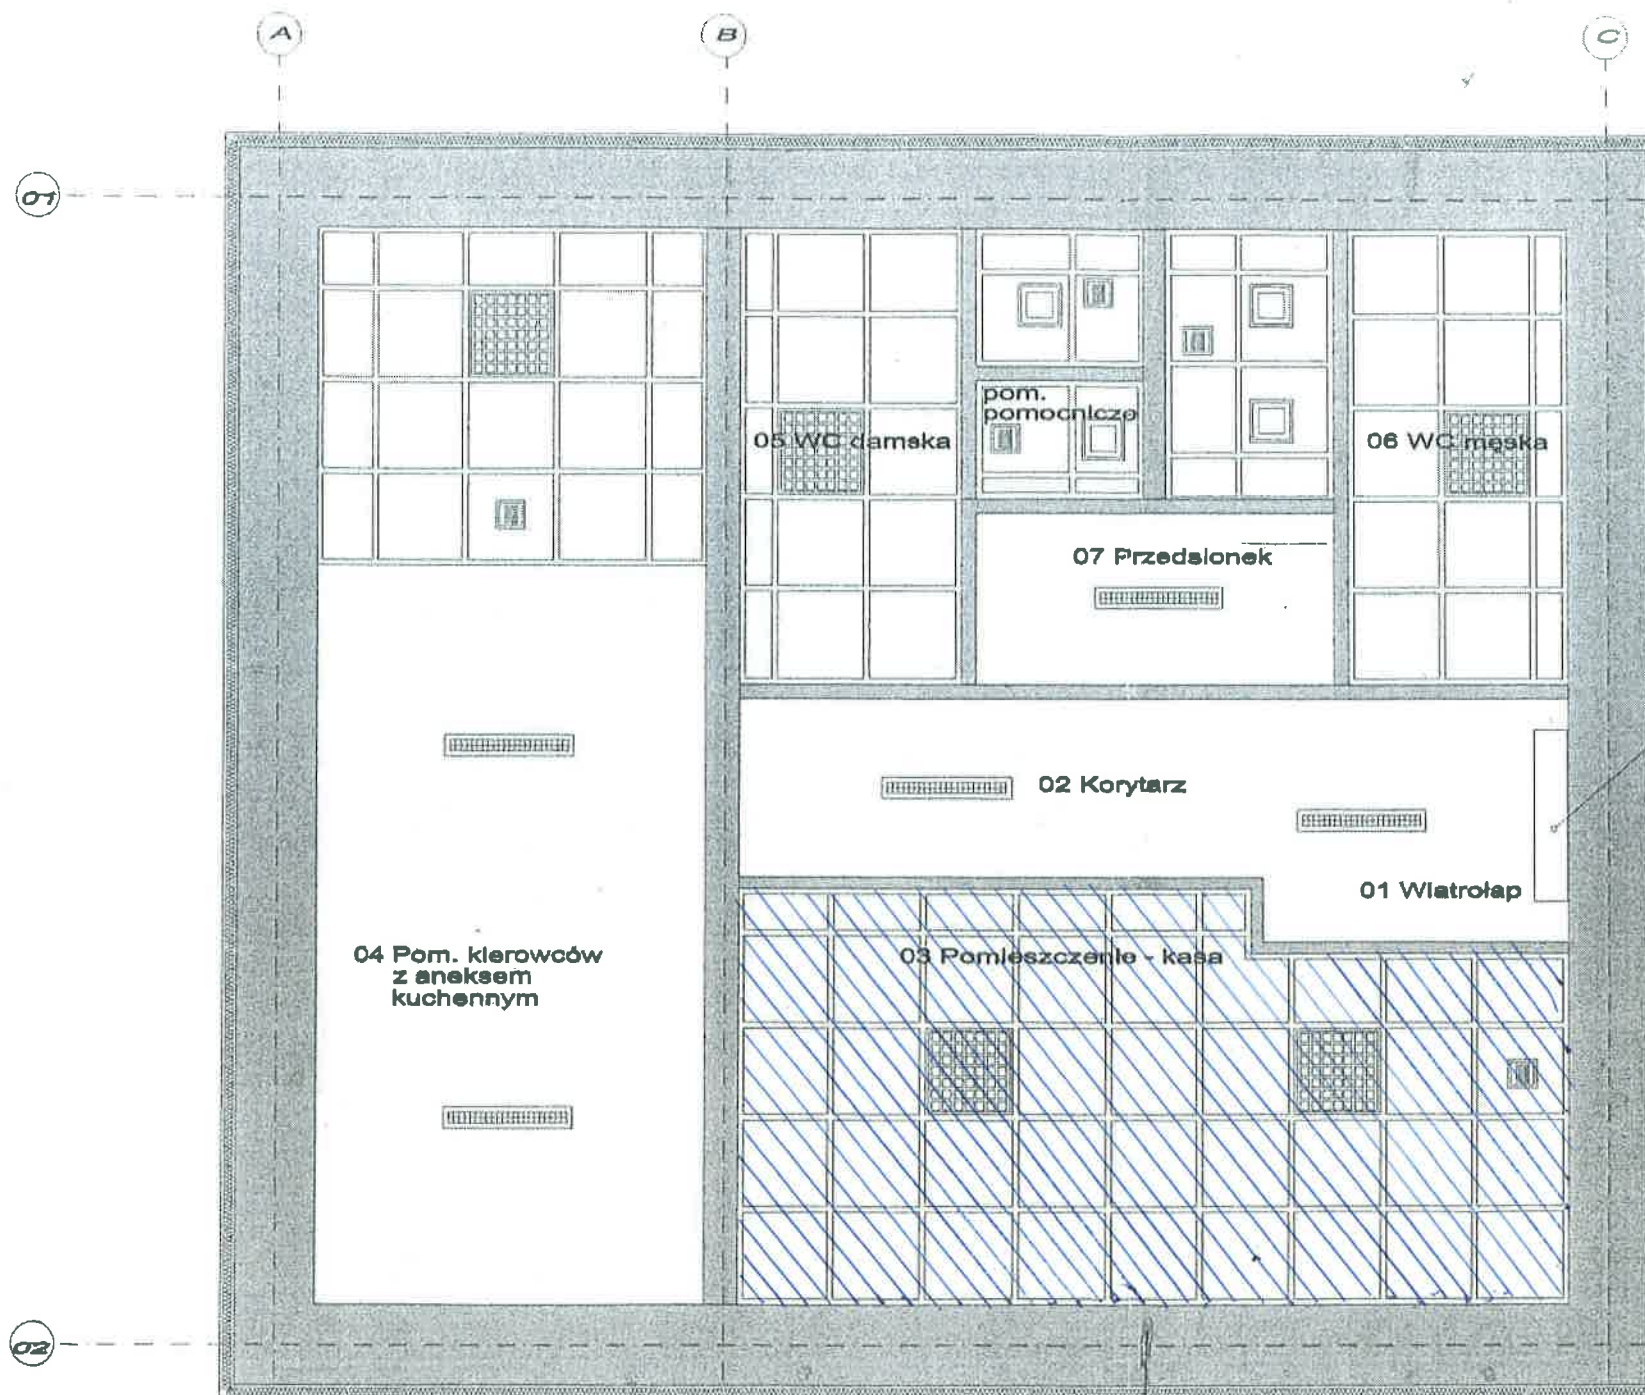 A
B
C
01
pom.
pomocnicze
05 WC damska
06 WC męska
07 Przedsionek
02 Korytarz
01 Wiatrołap
04 Pom. kierowców
z aneksem
kuchennym
03 Pomieszczenie - kasa
02